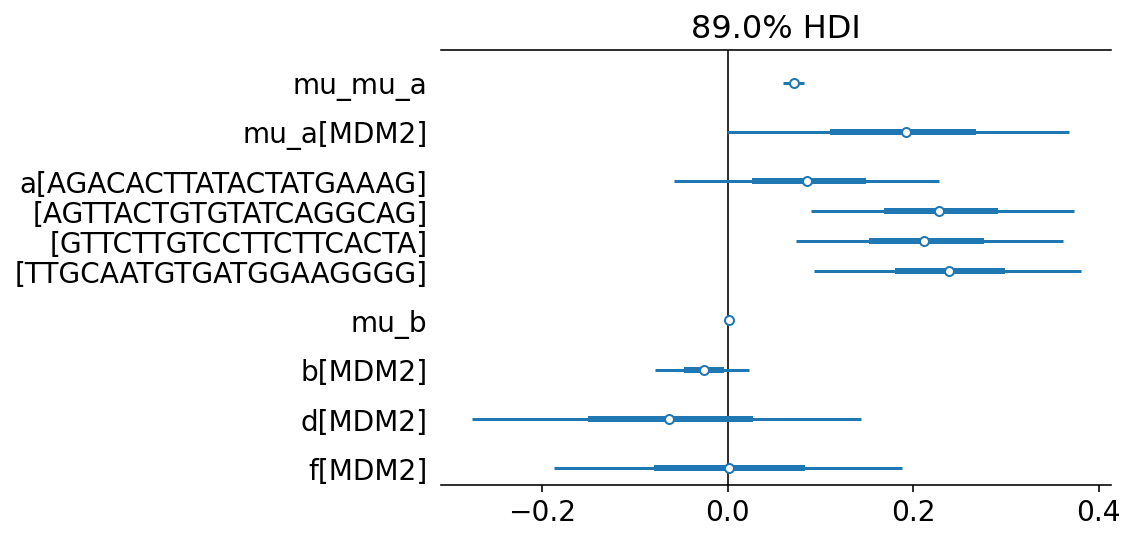 89.0% HDI
mu_mu_a
mu_a[MDM2]
a[AGACACTTATACTATGAAAG]
[AGTTACTGTGTATCAGGCAG]
[GTTCTTGTCCTTCTTCACTA]
[TTGCAATGTGATGGAAGGGG]
mu_b
b[MDM2]
d[MDM2]
f[MDM2]
−0.2 0.0 0.2 0.4